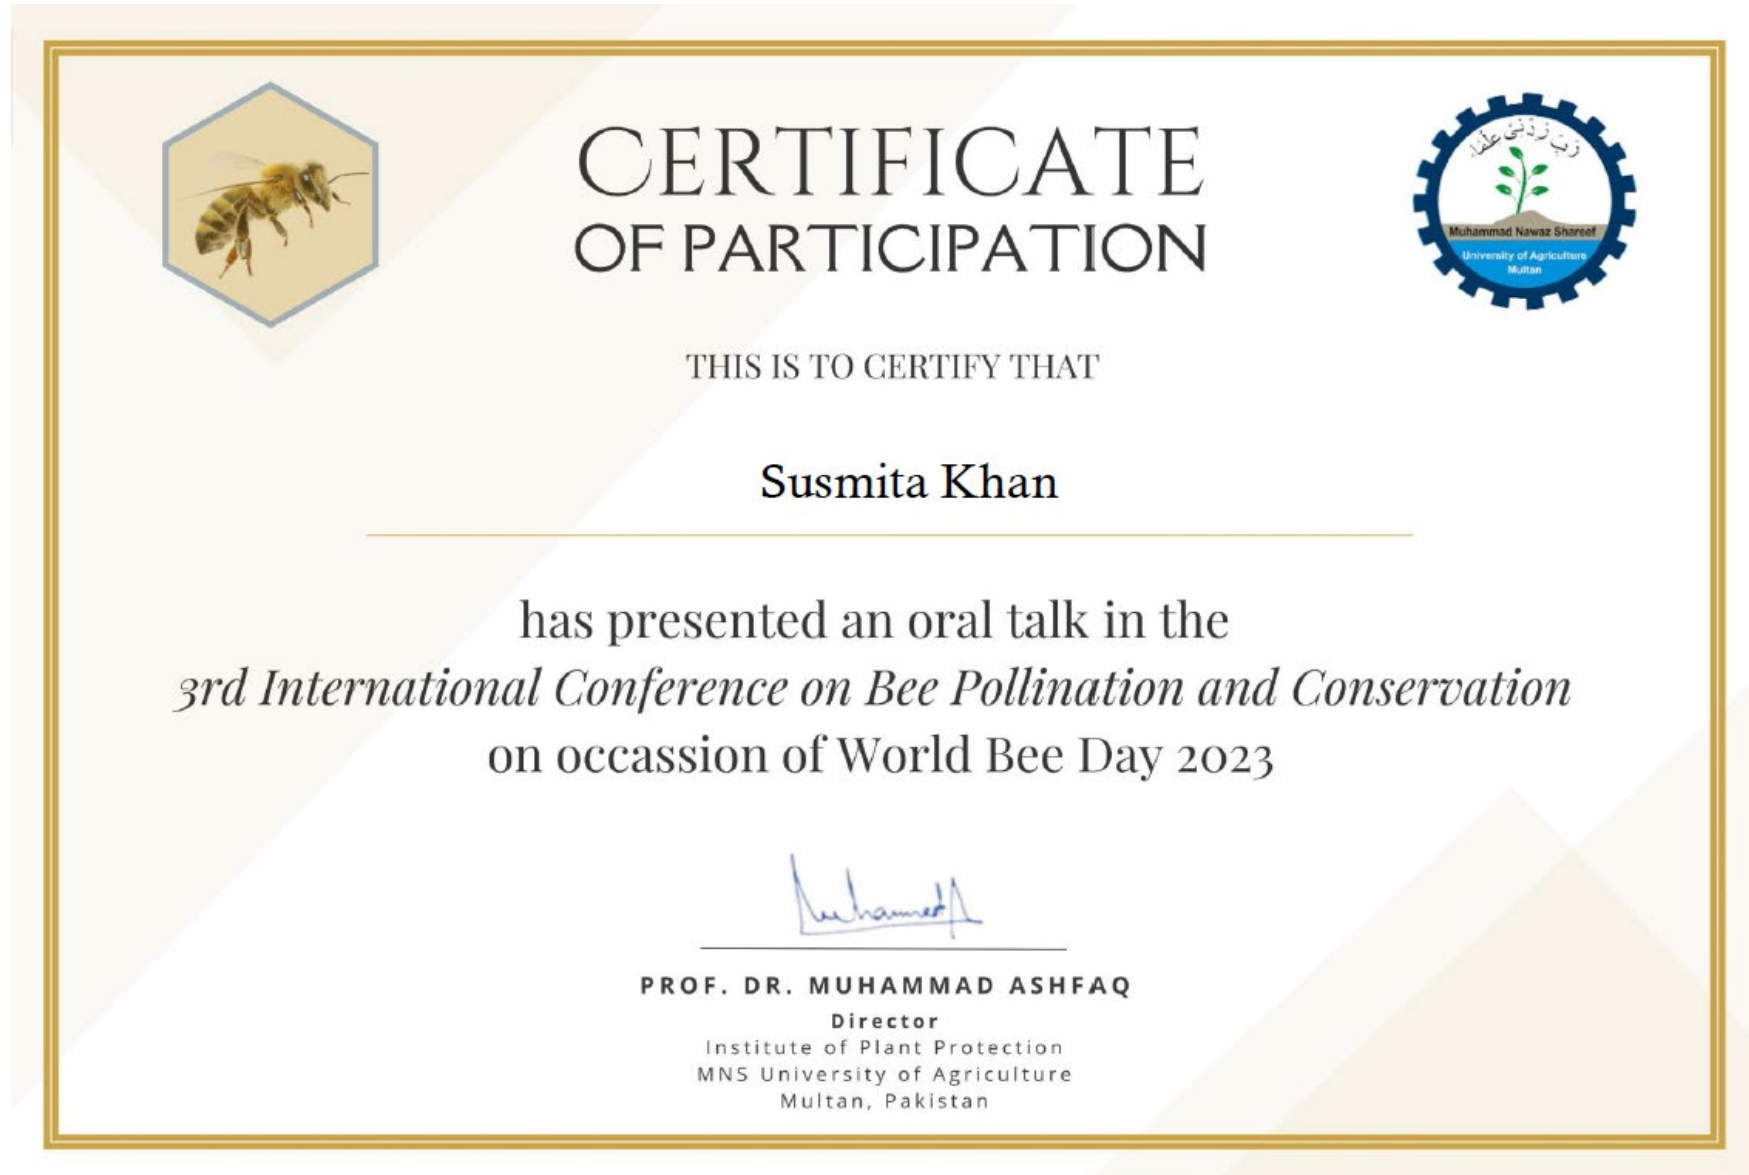 CERTIFICATE
OF PARTICIPATION
رَبِّ زِدْنِي عِلْمًا
Muhammad Nawaz Shareef
University of Agriculture
Multan
THIS IS TO CERTIFY THAT
Susmita Khan
has presented an oral talk in the
3rd International Conference on Bee Pollination and Conservation
on occassion of World Bee Day 2023
PROF. DR. MUHAMMAD ASHFAQ
Director
Institute of Plant Protection
MNS University of Agriculture
Multan, Pakistan